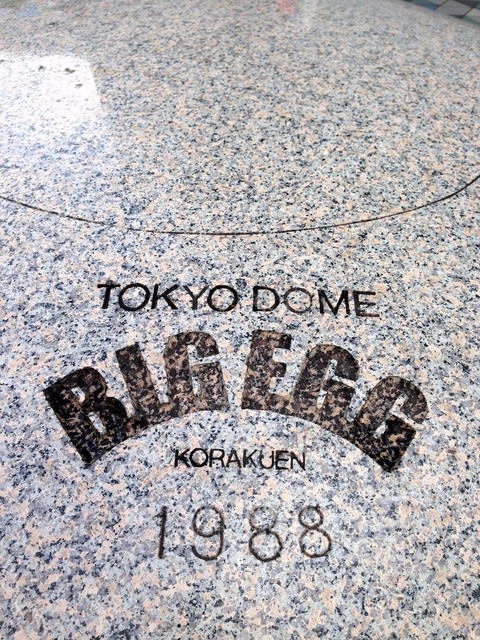 TOKYO DOME
BIG EGG
KORAKUEN
1988